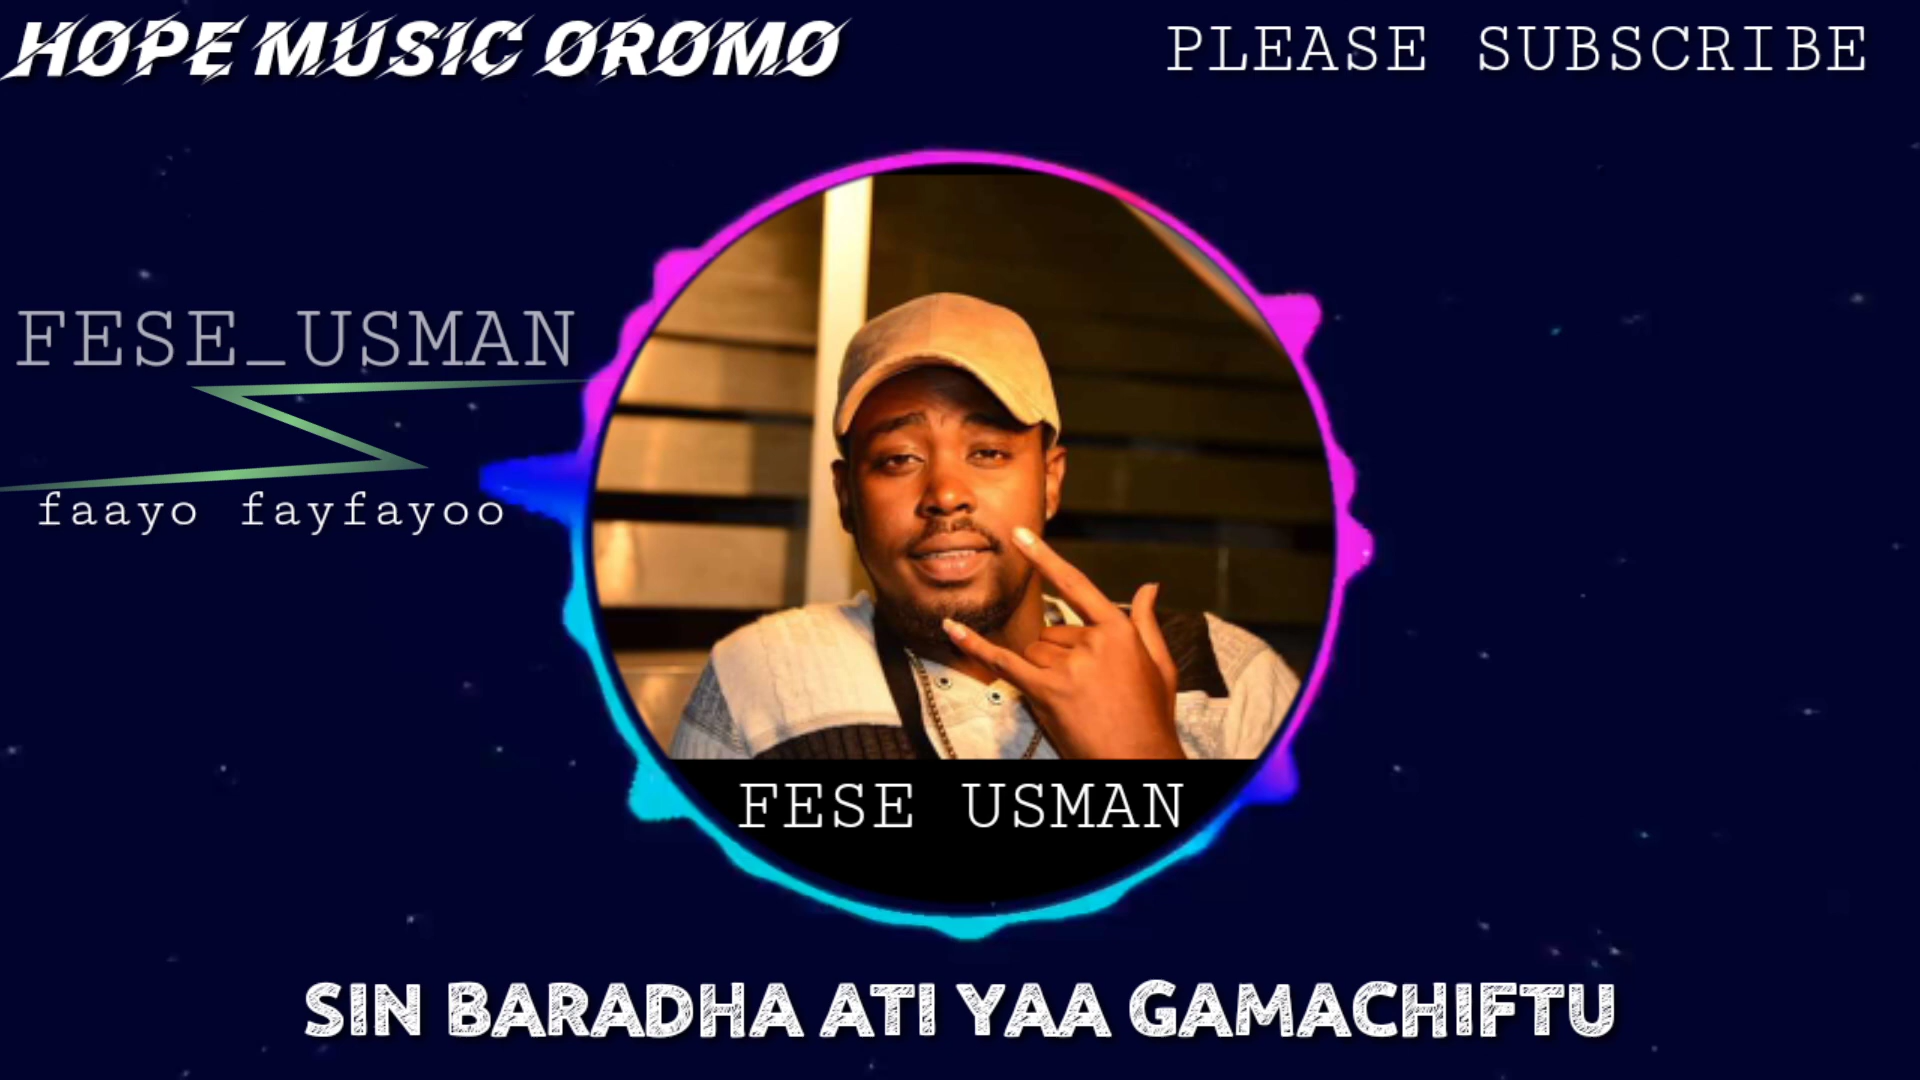 HOPE MUSIC OROMO
PLEASE SUBSCRIBE
FESE_USMAN
faayo fayfayoo
FESE USMAN
SIN BARADHA ATI YAA GAMACHIFTU